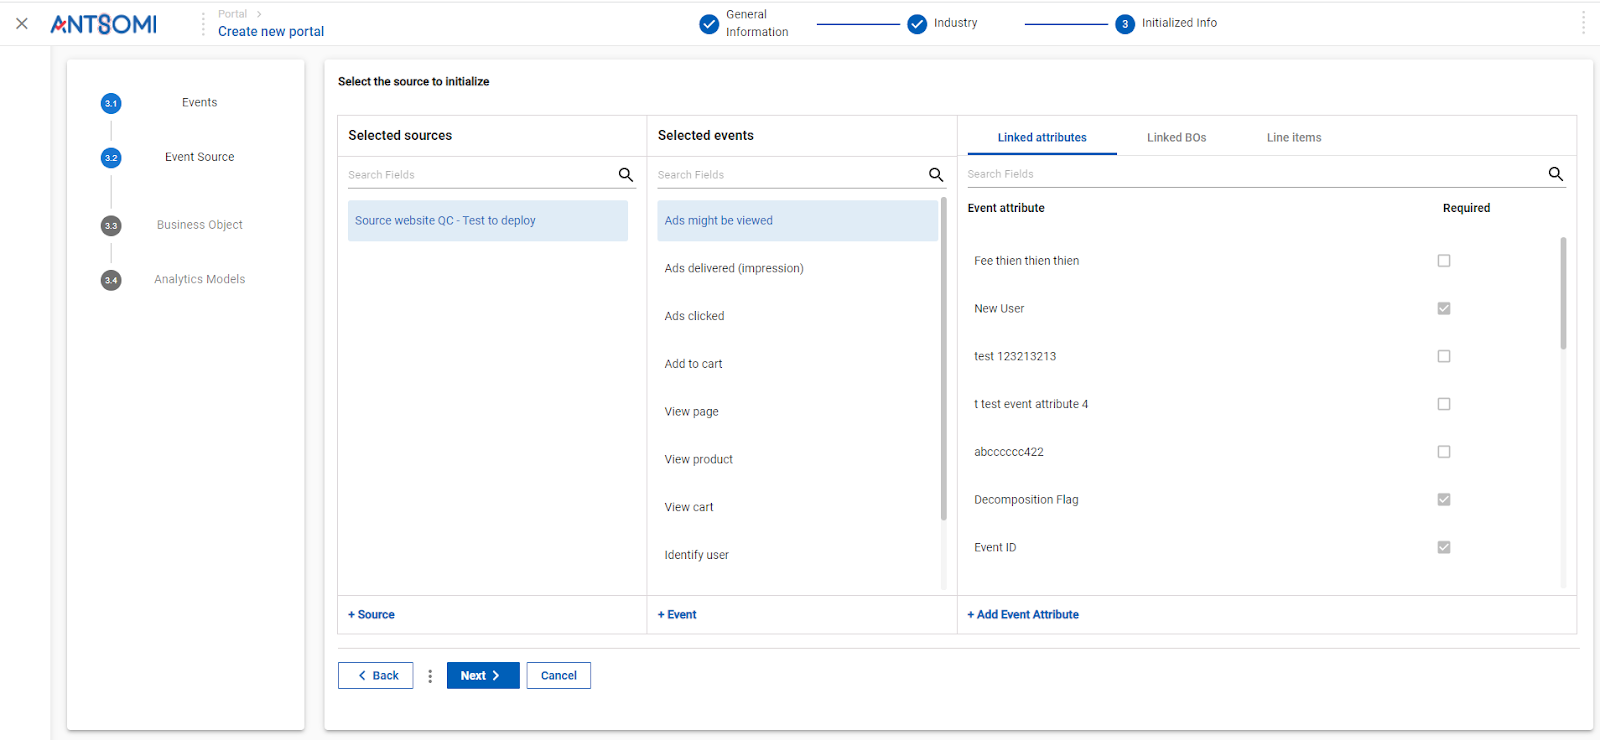 ANTSOMI
Portal
Create new portal
General
Information
Industry
3
Initialized Info
3.1
Events
3.2
Event Source
3.3
Business Object
3.4
Analytics Models
Select the source to initialize
Selected sources
Search Fields
Source website QC - Test to deploy
+ Source
Selected events
Search Fields
Ads might be viewed
Ads delivered (impression)
Ads clicked
Add to cart
View page
View product
View cart
Identify user
+ Event
Linked attributes
Linked BOs
Line items
Search Fields
Event attribute
Required
Fee thien thien thien
New User
test 123213213
t test event attribute 4
abcccccc422
Decomposition Flag
Event ID
+ Add Event Attribute
Back
Next
Cancel